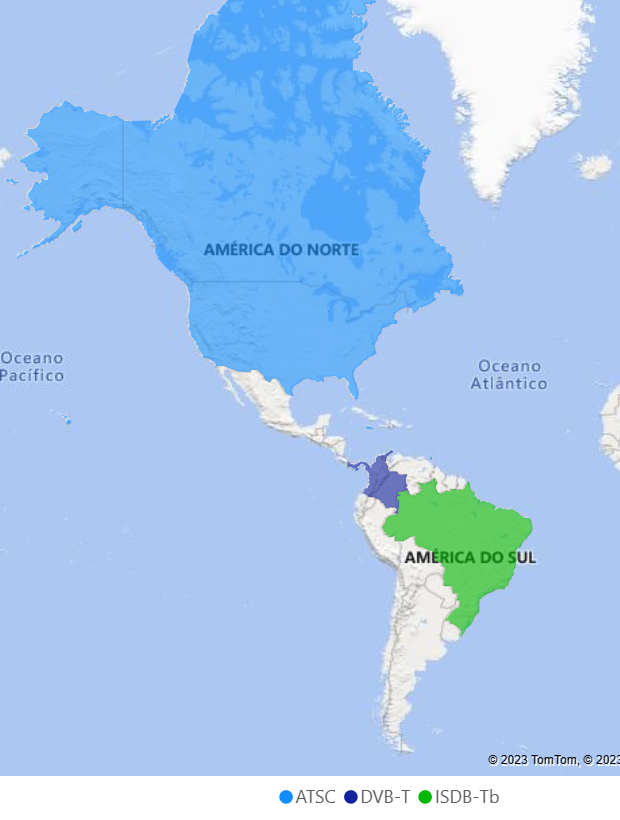 AMÉRICA DO NORTE
Oceano
Pacífico
Oceano
Atlântico
AMÉRICA DO SUL
© 2023 TomTom, © 2023
ATSC DVB-T ISDB-Tb